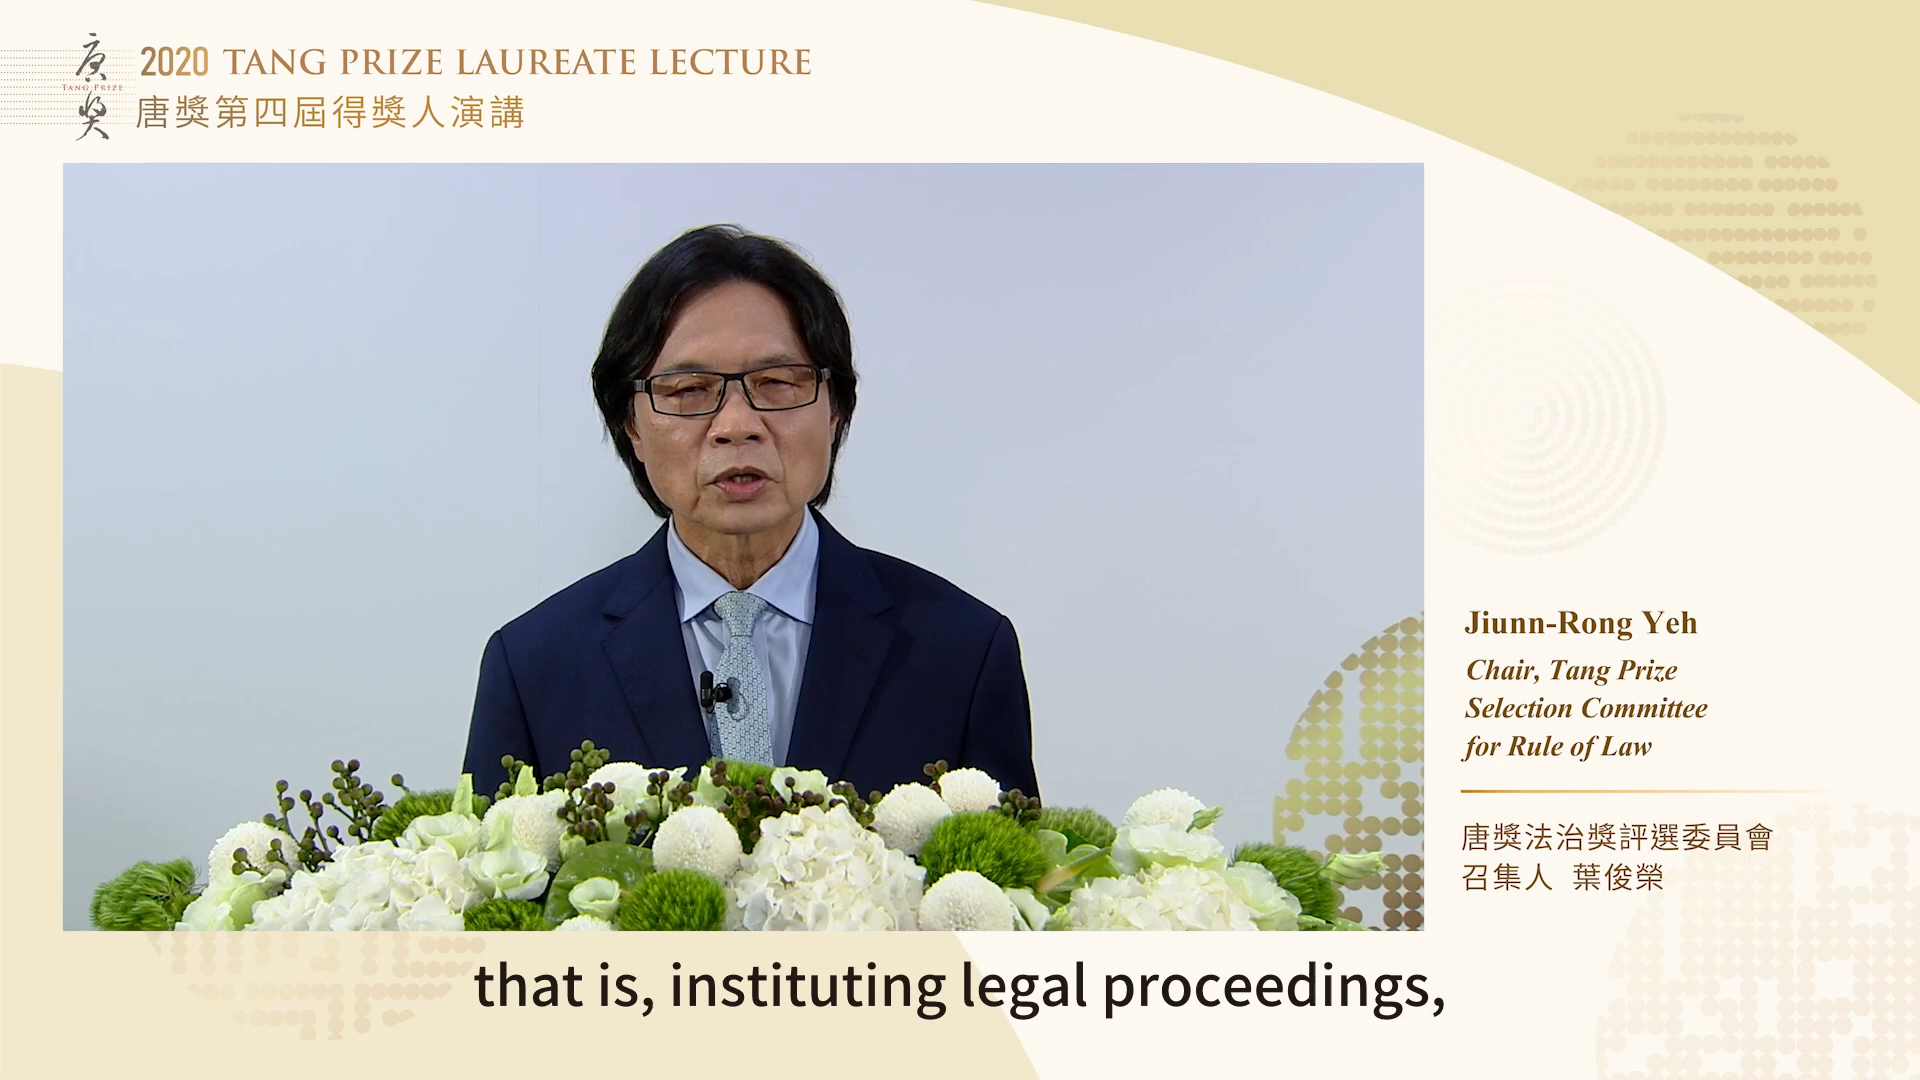 唐獎
TANG PRIZE
2020 TANG PRIZE LAUREATE LECTURE
唐獎第四屆得獎人演講
Jiunn-Rong Yeh
Chair, Tang Prize
Selection Committee
for Rule of Law
唐獎法治獎評選委員會
召集人 葉俊榮
that is, instituting legal proceedings,